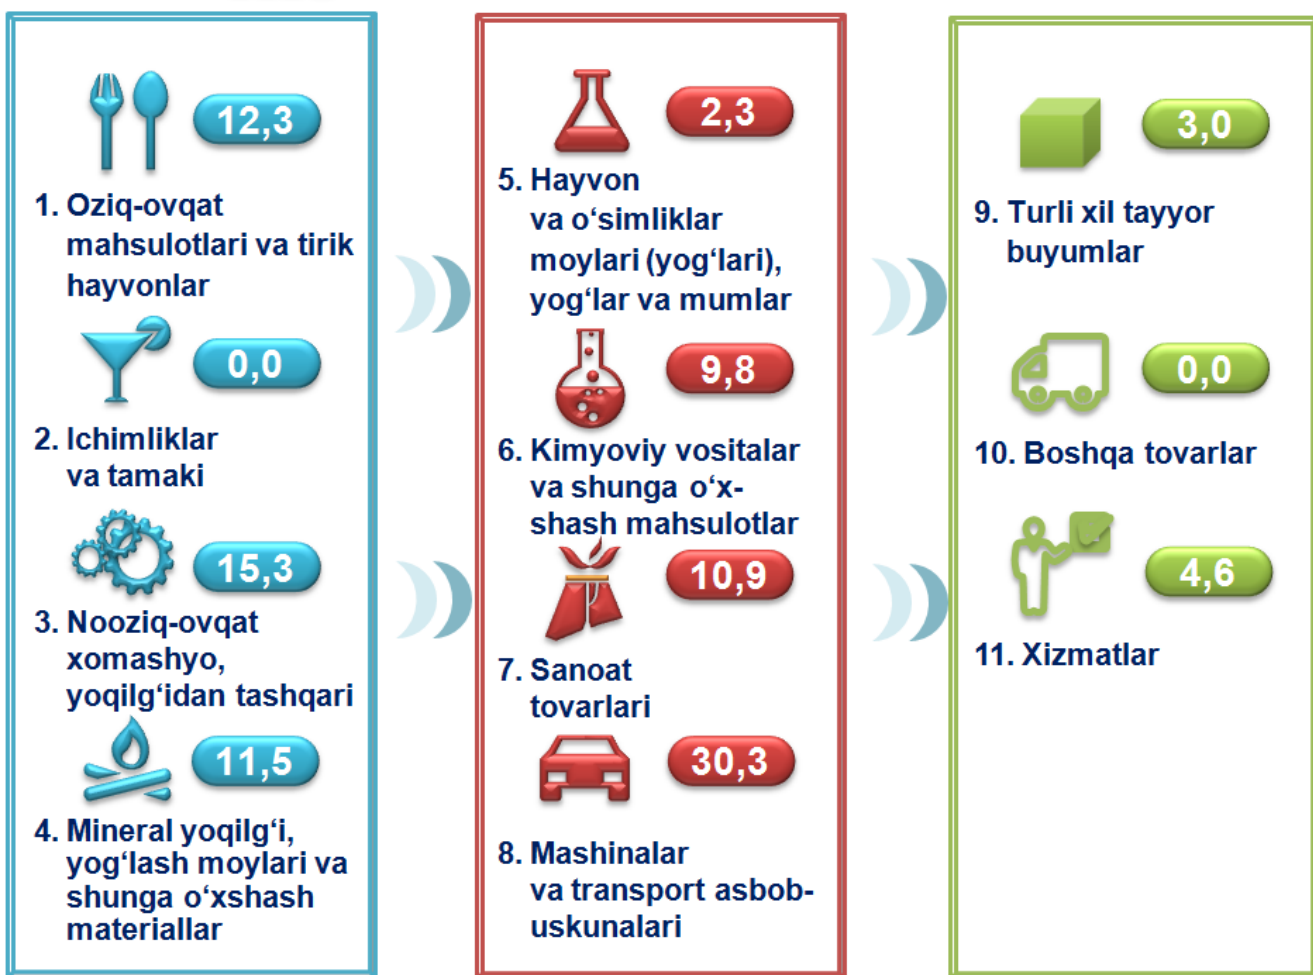 12,3
1. Oziq-ovqat
mahsulotlari va tirik
hayvonlar
0,0
2. Ichimliklar
va tamaki
15,3
3. Nooziq-ovqat
xomashyo,
yoqilg‘idan tashqari
11,5
4. Mineral yoqilg‘i,
yog‘lash moylari va
shunga o‘xshash
materiallar
2,3
5. Hayvon
va o‘simliklar
moylari (yog‘lari),
yog‘lar va mumlar
9,8
6. Kimyoviy vositalar
va shunga o‘x-
shash mahsulotlar
10,9
7. Sanoat
tovarlari
30,3
8. Mashinalar
va transport asbob-
uskunalari
3,0
9. Turli xil tayyor
buyumlar
0,0
10. Boshqa tovarlar
4,6
11. Xizmatlar